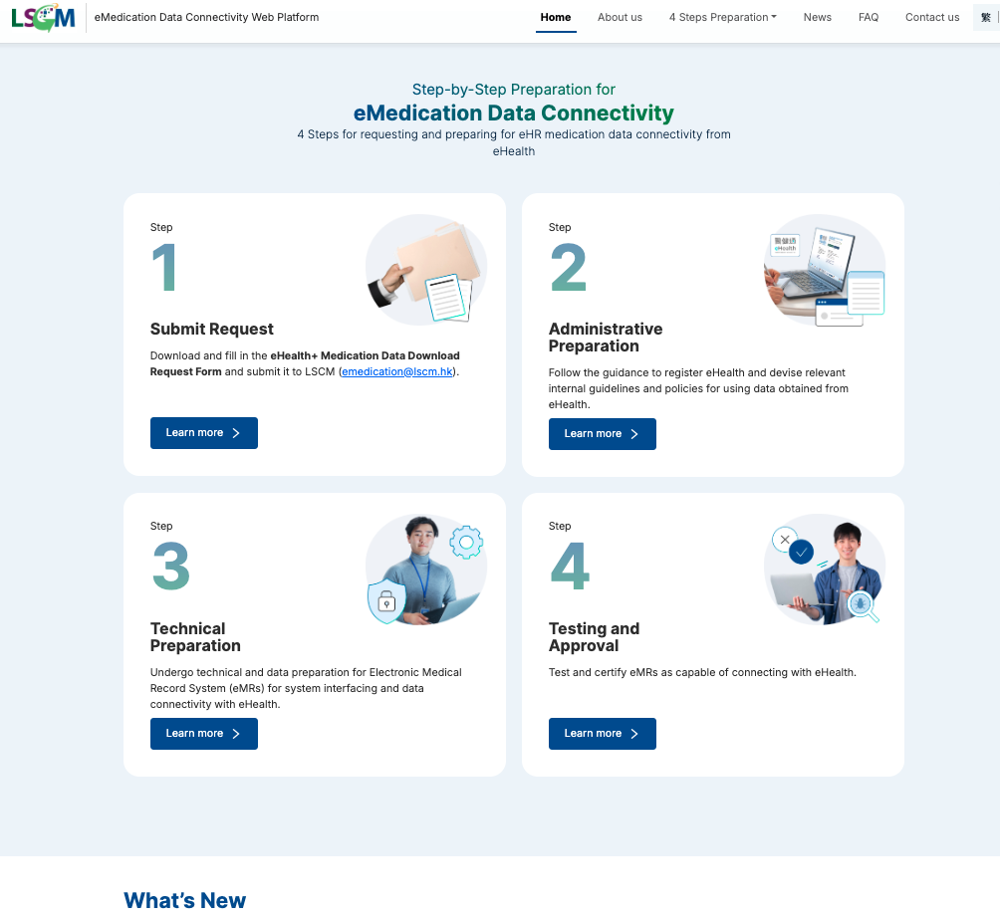 LSCM
eMedication Data Connectivity Web Platform
Home
About us
4 Steps Preparation
News
FAQ
Contact us
繁
Step-by-Step Preparation for
eMedication Data Connectivity
4 Steps for requesting and preparing for eHR medication data connectivity from
eHealth
Step
1
Submit Request
Download and fill in the eHealth+ Medication Data Download
Request Form and submit it to LSCM (emedication@lscm.hk).
Learn more
Step
2
醫健通
eHealth
Administrative
Preparation
Follow the guidance to register eHealth and devise relevant
internal guidelines and policies for using data obtained from
eHealth.
Learn more
Step
3
Technical
Preparation
Undergo technical and data preparation for Electronic Medical
Record System (eMRs) for system interfacing and data
connectivity with eHealth.
Learn more
Step
4
Testing and
Approval
Test and certify eMRs as capable of connecting with eHealth.
Learn more
What's New